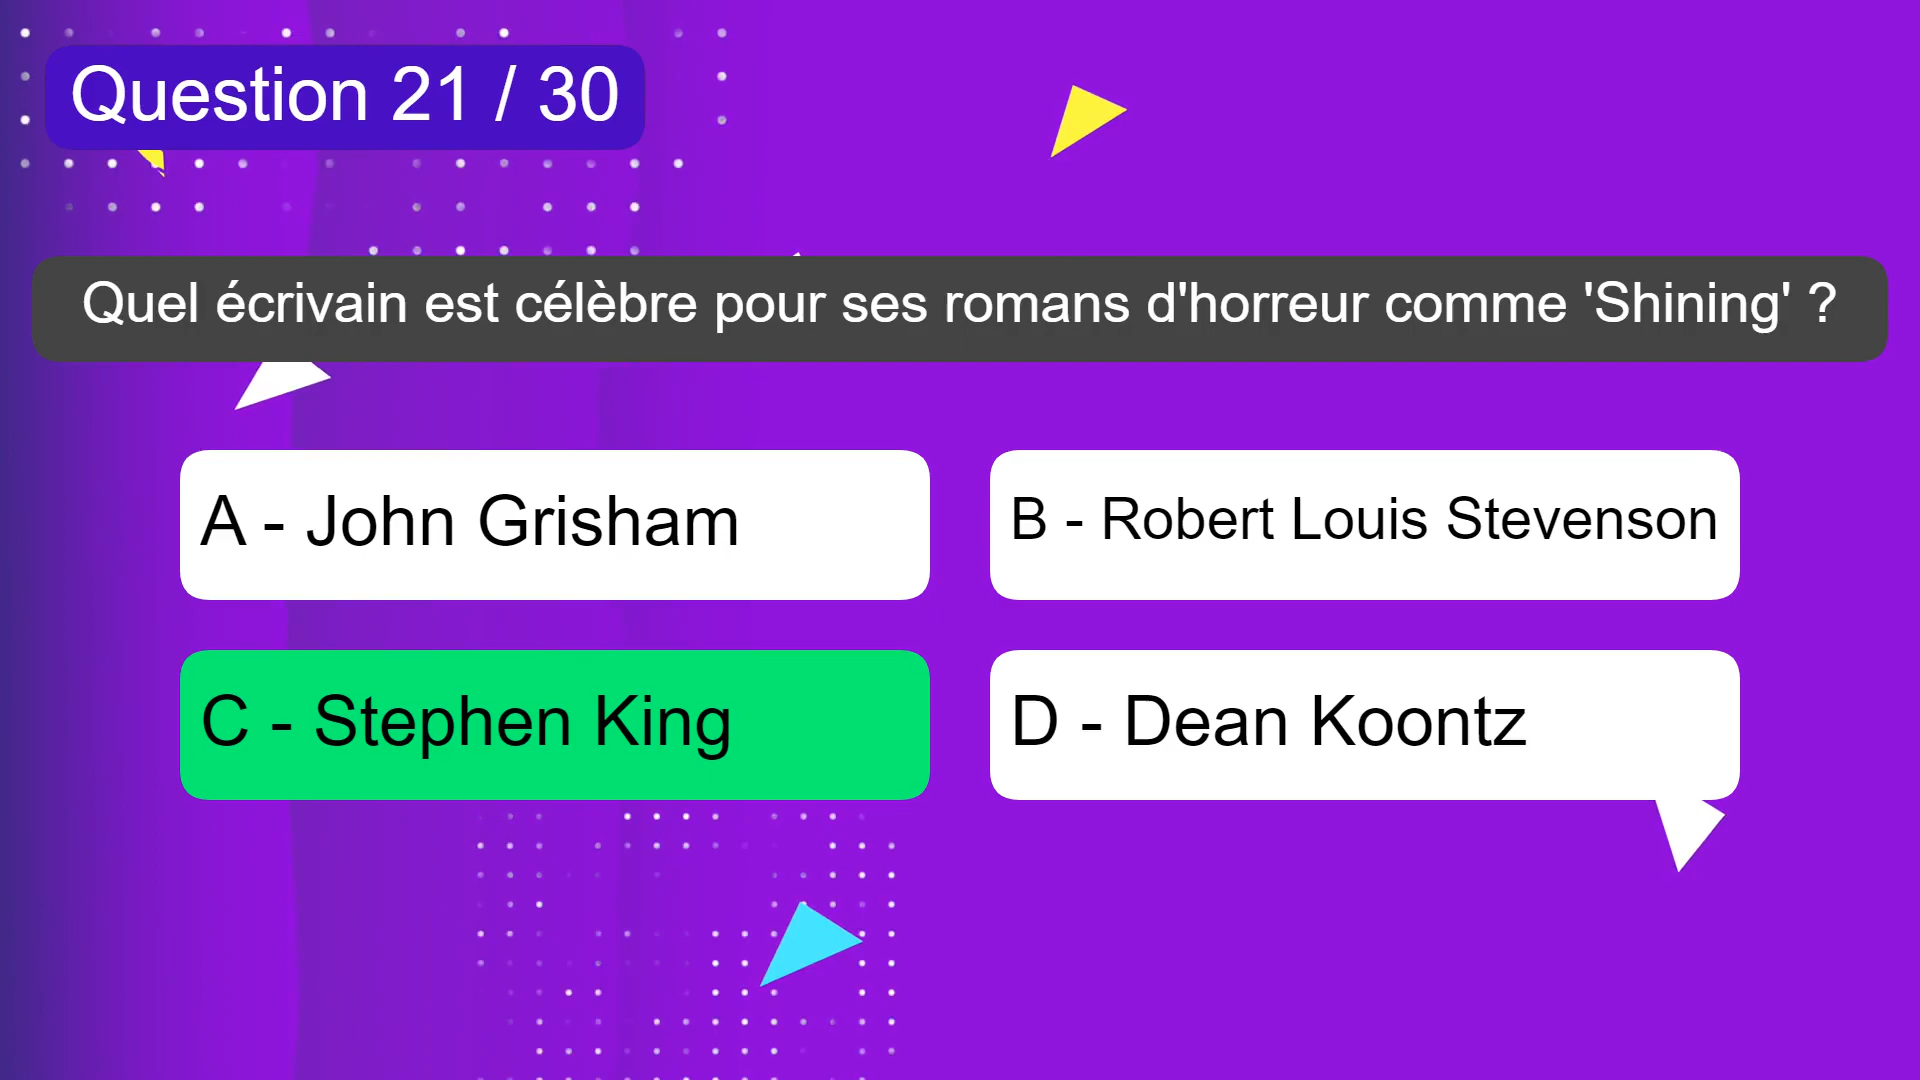 Question 21 / 30
Quel écrivain est célèbre pour ses romans d'horreur comme 'Shining' ?
A - John Grisham
B - Robert Louis Stevenson
C - Stephen King
D - Dean Koontz